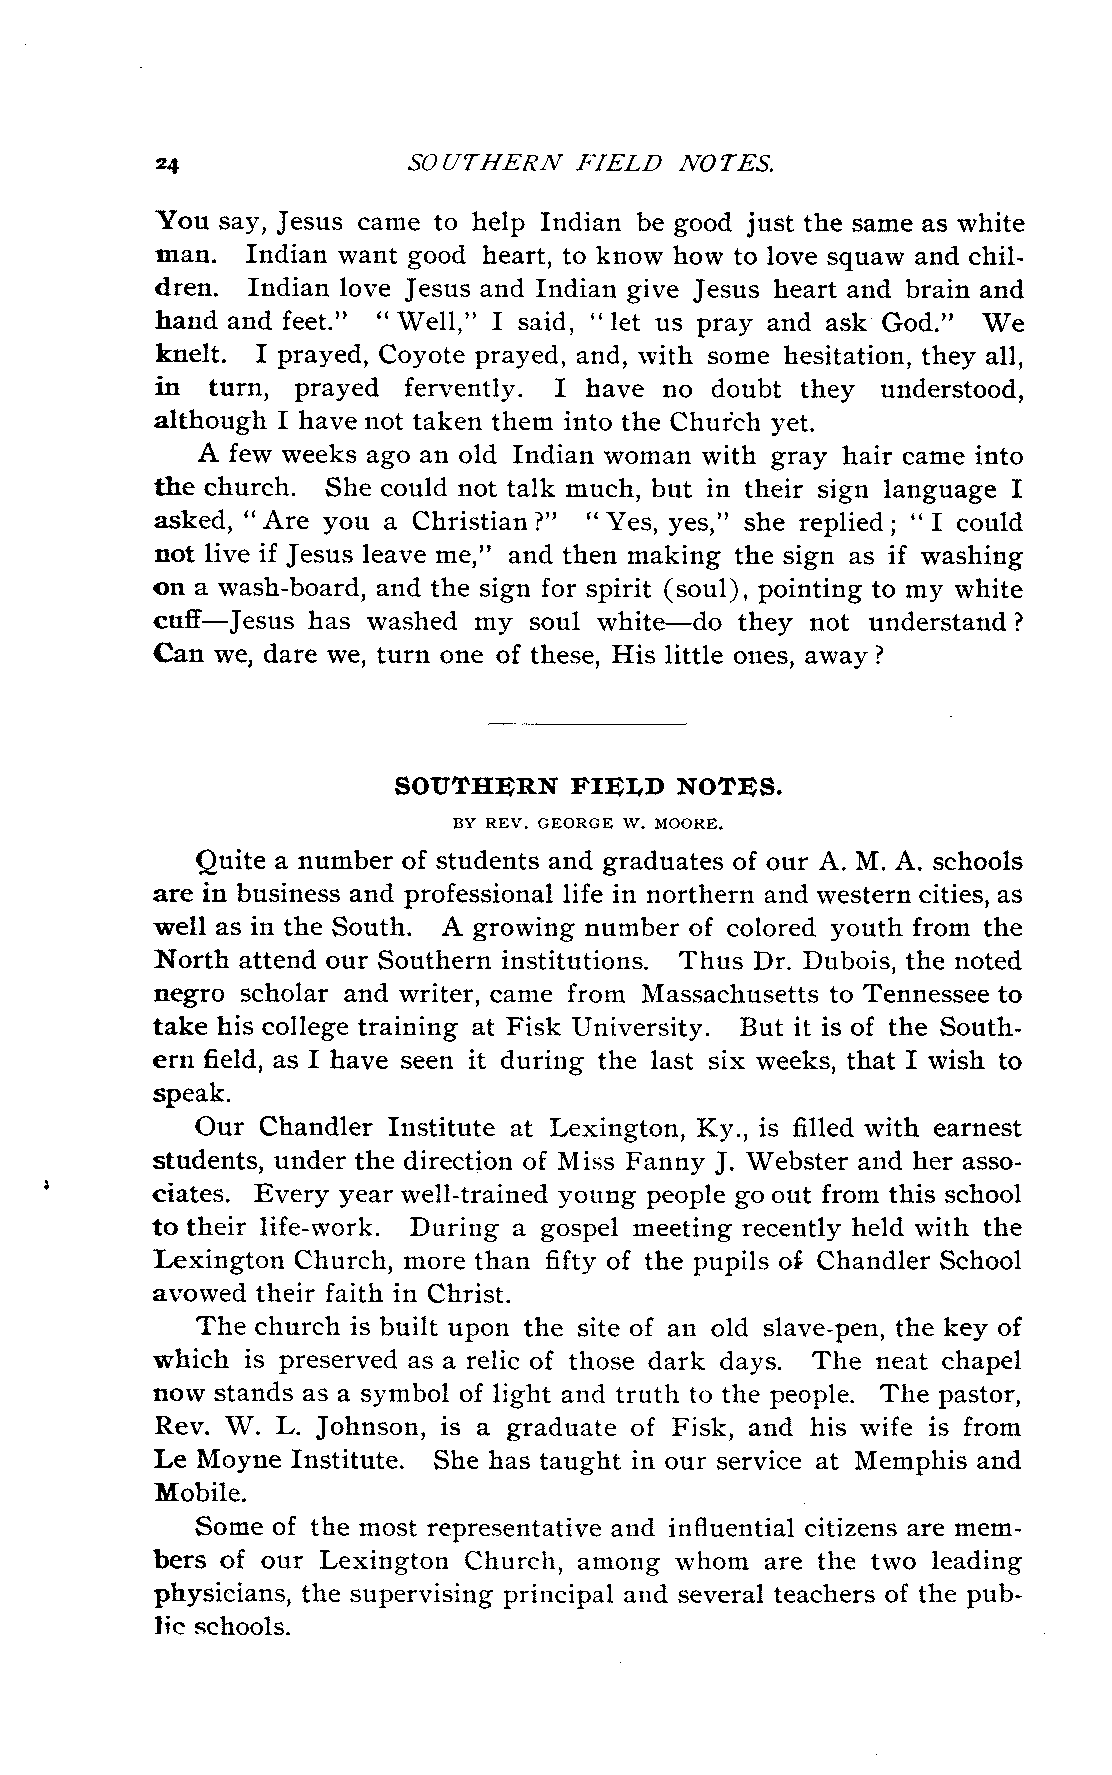 24 SOUTHERN FIELD NOTES.
You say, Jesus came to help Indian be good just the same as white
man. Indian want good heart, to know how to love squaw and chil-
dren. Indian love Jesus and Indian give Jesus heart and brain and
hand and feet." "Well," I said, "let us pray and ask God." We
knelt. I prayed, Coyote prayed, and, with some hesitation, they all,
in turn, prayed fervently. I have no doubt they understood,
although I have not taken them into the Church yet.
A few weeks ago an old Indian woman with gray hair came into
the church. She could not talk much, but in their sign language I
asked, "Are you a Christian?" "Yes, yes," she replied; "I could
not live if Jesus leave me," and then making the sign as if washing
on a wash-board, and the sign for spirit (soul), pointing to my white
cuff—Jesus has washed my soul white—do they not understand?
Can we, dare we, turn one of these, His little ones, away?
SOUTHERN FIELD NOTES.
BY REV. GEORGE W. MOORE.
Quite a number of students and graduates of our A. M. A. schools
are in business and professional life in northern and western cities, as
well as in the South. A growing number of colored youth from the
North attend our Southern institutions. Thus Dr. Dubois, the noted
negro scholar and writer, came from Massachusetts to Tennessee to
take his college training at Fisk University. But it is of the South-
ern field, as I have seen it during the last six weeks, that I wish to
speak.
Our Chandler Institute at Lexington, Ky., is filled with earnest
students, under the direction of Miss Fanny J. Webster and her asso-
ciates. Every year well-trained young people go out from this school
to their life-work. During a gospel meeting recently held with the
Lexington Church, more than fifty of the pupils of Chandler School
avowed their faith in Christ.
The church is built upon the site of an old slave-pen, the key of
which is preserved as a relic of those dark days. The neat chapel
now stands as a symbol of light and truth to the people. The pastor,
Rev. W. L. Johnson, is a graduate of Fisk, and his wife is from
Le Moyne Institute. She has taught in our service at Memphis and
Mobile.
Some of the most representative and influential citizens are mem-
bers of our Lexington Church, among whom are the two leading
physicians, the supervising principal and several teachers of the pub-
lic schools.